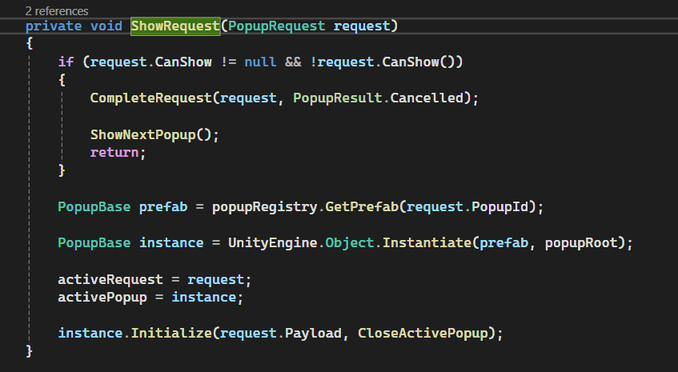 2 references
private void ShowRequest(PopupRequest request)
{
    if (request.CanShow != null && !request.CanShow())
    {
        CompleteRequest(request, PopupResult.Cancelled);

        ShowNextPopup();
        return;
    }

    PopupBase prefab = popupRegistry.GetPrefab(request.PopupId);

    PopupBase instance = UnityEngine.Object.Instantiate(prefab, popupRoot);

    activeRequest = request;
    activePopup = instance;

    instance.Initialize(request.Payload, CloseActivePopup);
}